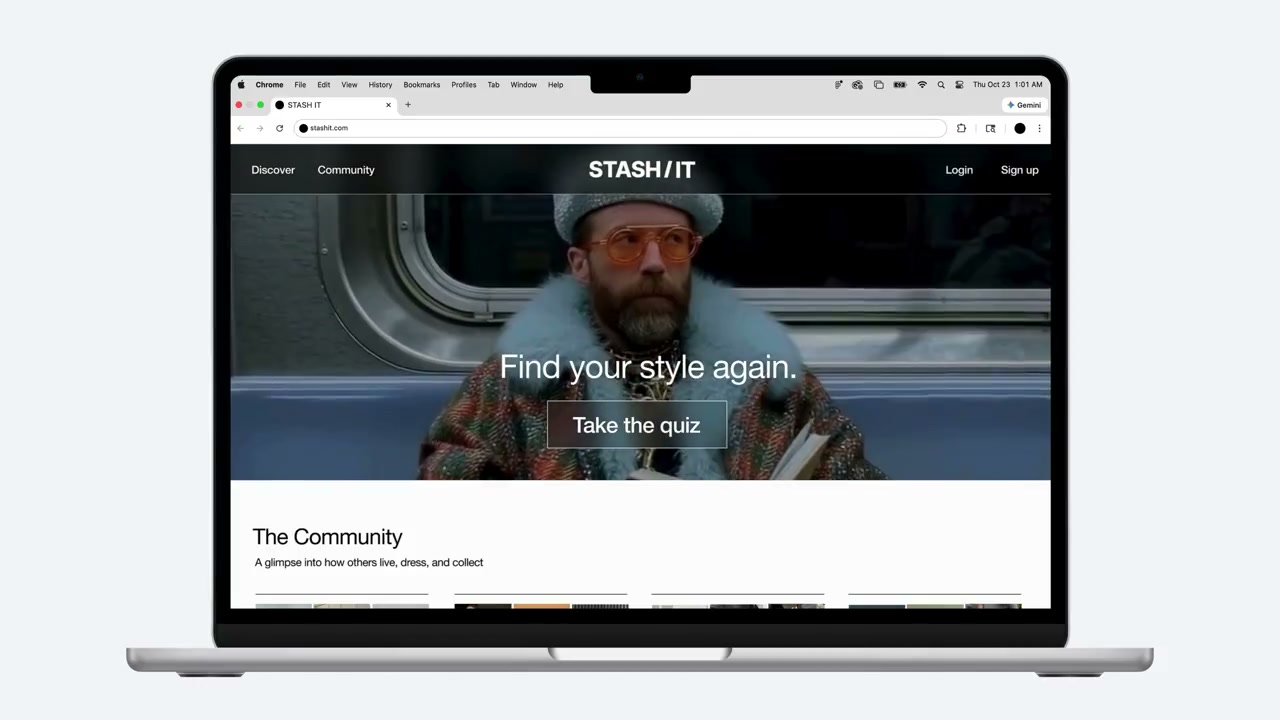 Chrome File Edit View History Bookmarks Profiles Tab Window Help Thu Oct 23 1:01 AM
STASH IT
Gemini
stashit.com
Discover Community STASH/IT Login Sign up
Find your style again.
Take the quiz
The Community
A glimpse into how others live, dress, and collect